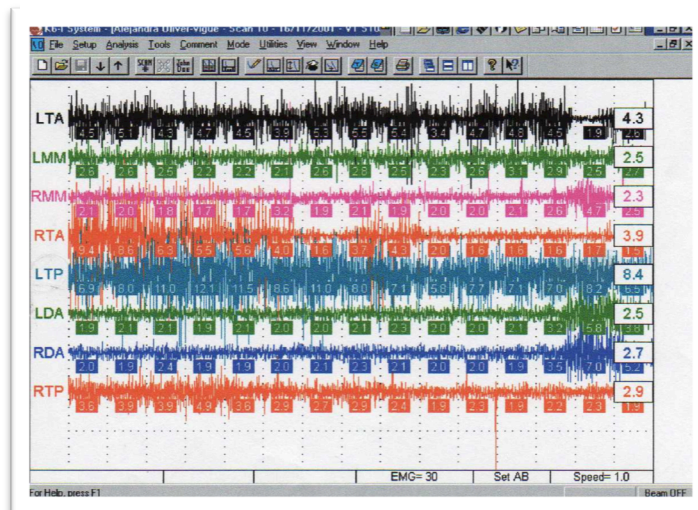 K6-I System - [Alejandra Oliver-Vigué - Scan 10 - 16/11/2001 -
File Setup Analysis Tools Comment Mode Utilities View Window Help
LTA 4.5 5.1 4.3 4.7 4.5 3.9 5.3 5.5 5.4 3.4 4.7 4.8 4.5 1.9 4.3
LMM 2.6 2.6 2.5 2.2 2.2 2.1 2.6 2.5 2.3 2.6 3.1 2.9 2.5
RMM 2.1 2.0 1.8 1.7 1.7 3.2 1.9 2.1 1.9 2.0 2.0 2.1 2.6 4.7 2.5 2.3
RTA 9.4 8.6 6.3 5.5 5.6 4.0 1.6 3.7 4.3 1.6 1.6 1.6 1.7 1.5 3.9
LTP 6.9 8.0 11.0 12.1 11.5 8.6 11.0 8.0 7.1 5.8 7.7 7.1 7.0 8.2 6.5 8.4
LDA 1.9 2.1 2.1 1.9 2.1 2.0 2.0 2.1 2.3 2.0 2.0 2.1 3.2 5.8 3.8 2.5
RDA 2.0 1.9 2.4 1.9 1.9 2.0 2.1 2.3 2.1 2.0 2.0 1.9 3.5 7.0 5.2 2.7
RTP 3.6 3.9 3.9 4.9 3.6 2.9 2.7 2.9 2.4 1.9 2.3 1.9 2.2 2.3 1.9 2.9
EMG= 30 Set AB Speed= 1.0
For Help, press F1 Beam OFF